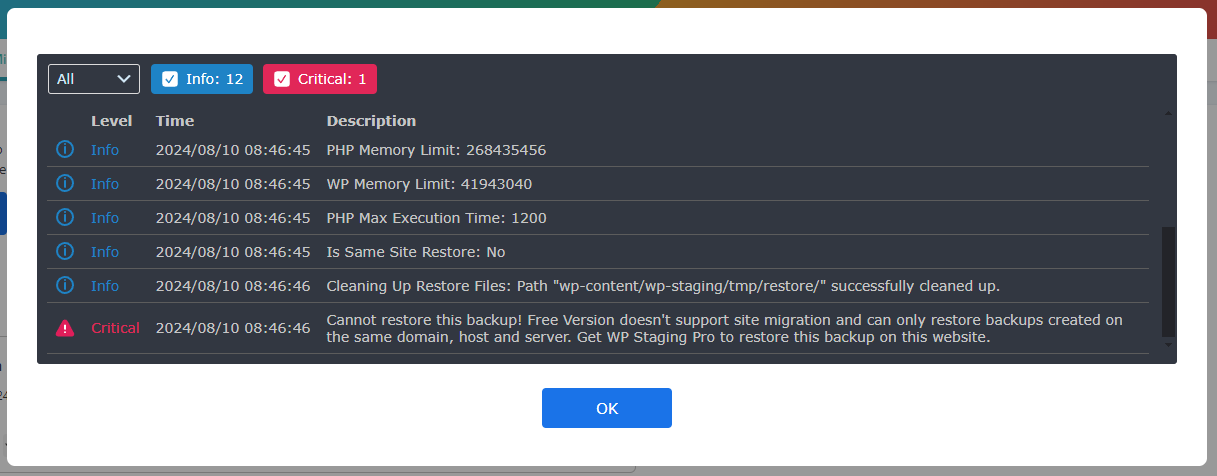 All Info: 12 Critical: 1
Level Time Description
Info 2024/08/10 08:46:45 PHP Memory Limit: 268435456
Info 2024/08/10 08:46:45 WP Memory Limit: 41943040
Info 2024/08/10 08:46:45 PHP Max Execution Time: 1200
Info 2024/08/10 08:46:45 Is Same Site Restore: No
Info 2024/08/10 08:46:46 Cleaning Up Restore Files: Path "wp-content/wp-staging/tmp/restore/" successfully cleaned up.
Critical 2024/08/10 08:46:46 Cannot restore this backup! Free Version doesn't support site migration and can only restore backups created on
the same domain, host and server. Get WP Staging Pro to restore this backup on this website.
OK